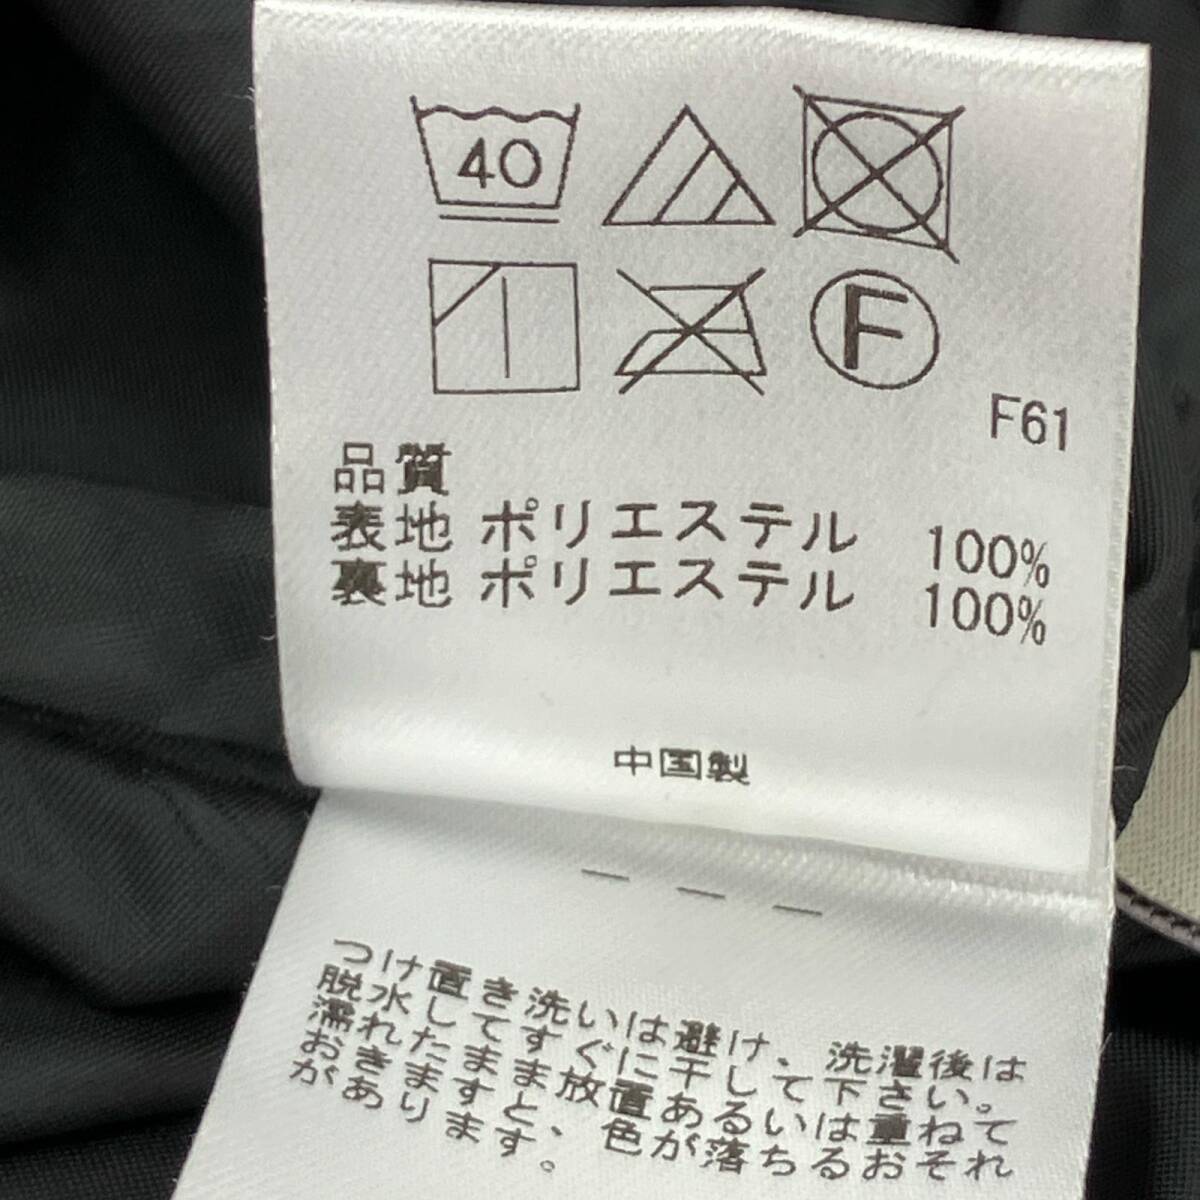 40
F
F61
品質
表地 ポリエステル 100%
裏地 ポリエステル 100%
中国製
つけ置き洗いは避け、洗濯後は
脱水してすぐに干して下さい。
濡れたまま放置あるいは重ねて
おきますと、色が落ちるおそれ
があります。